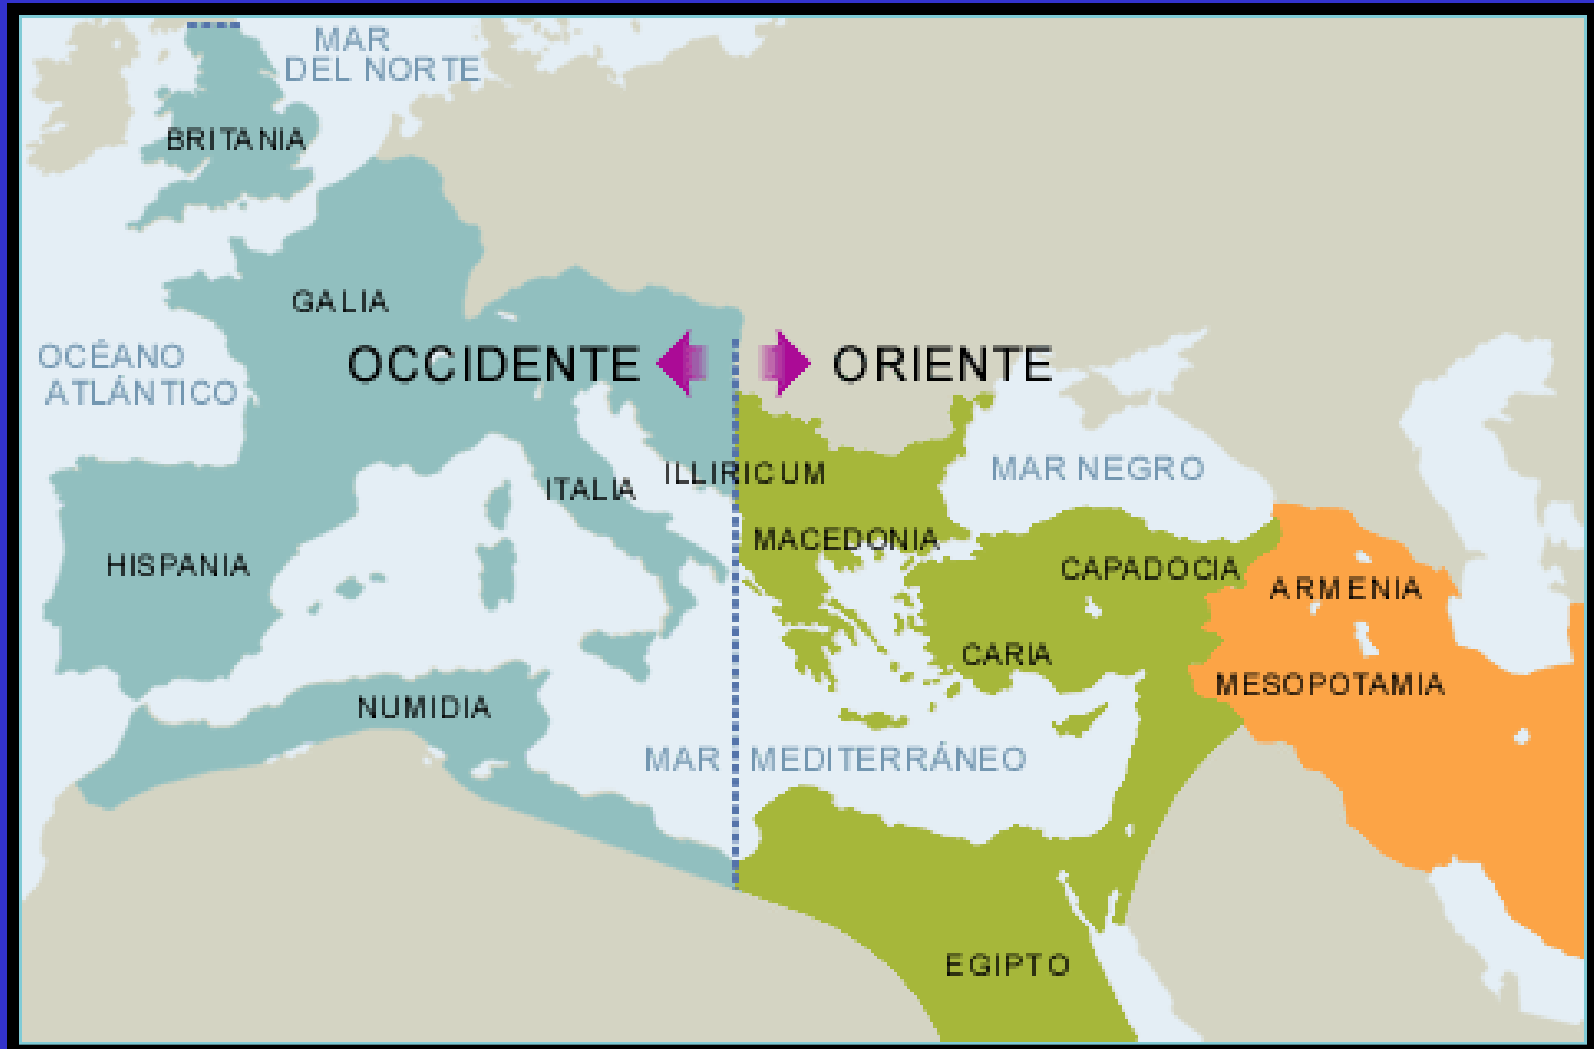 MAR
DEL NORTE
BRITANIA
GALIA
OCÉANO
ATLÁNTICO
OCCIDENTE
ORIENTE
MAR NEGRO
ILLIRICUM
ITALIA
MACEDONIA
HISPANIA
CAPADOCIA
ARMENIA
CARIA
MESOPOTAMIA
NUMIDIA
MAR MEDITERRÁNEO
EGIPTO